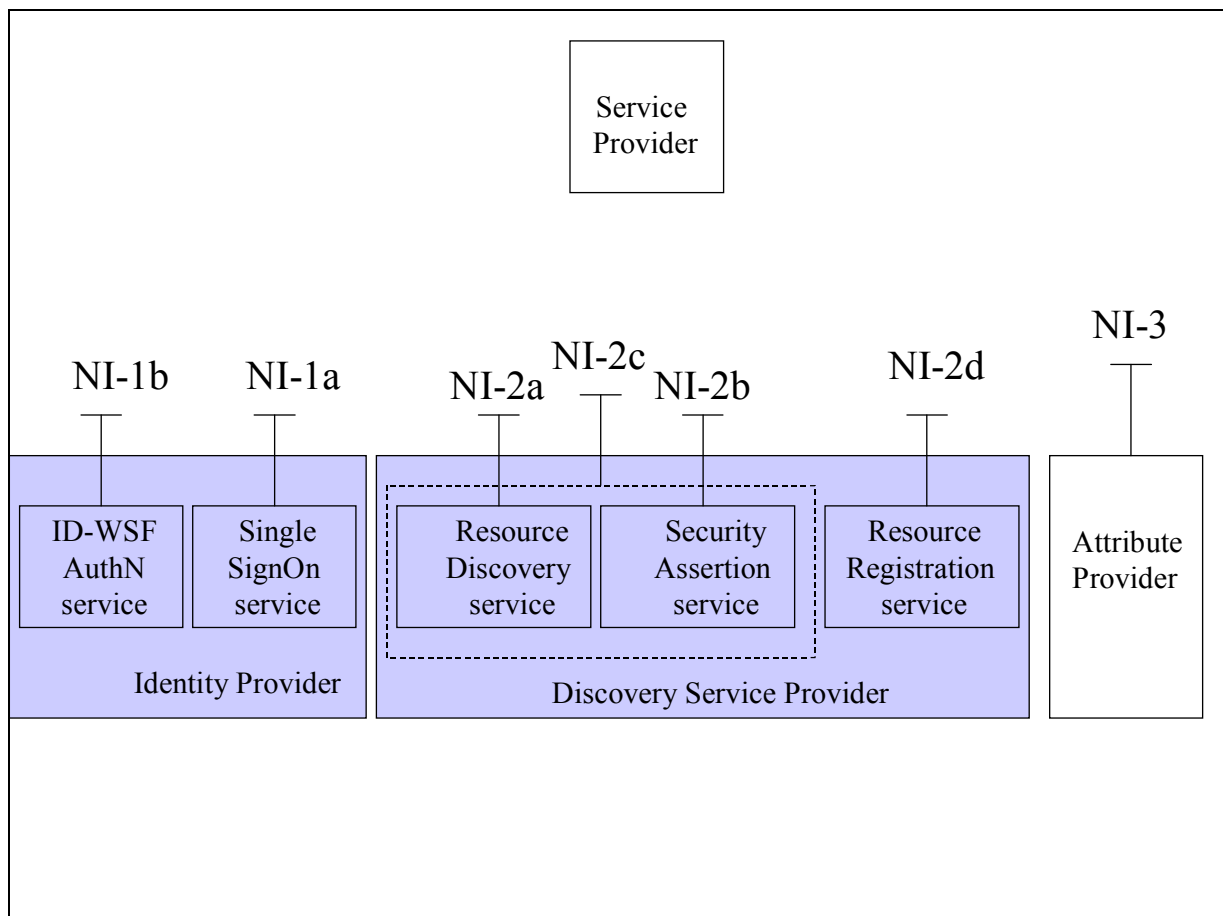 Service
Provider
NI-1b
NI-1a
NI-2a
NI-2c
NI-2b
NI-2d
NI-3
ID-WSF
AuthN
service
Single
SignOn
service
Resource
Discovery
service
Security
Assertion
service
Resource
Registration
service
Attribute
Provider
Identity Provider
Discovery Service Provider